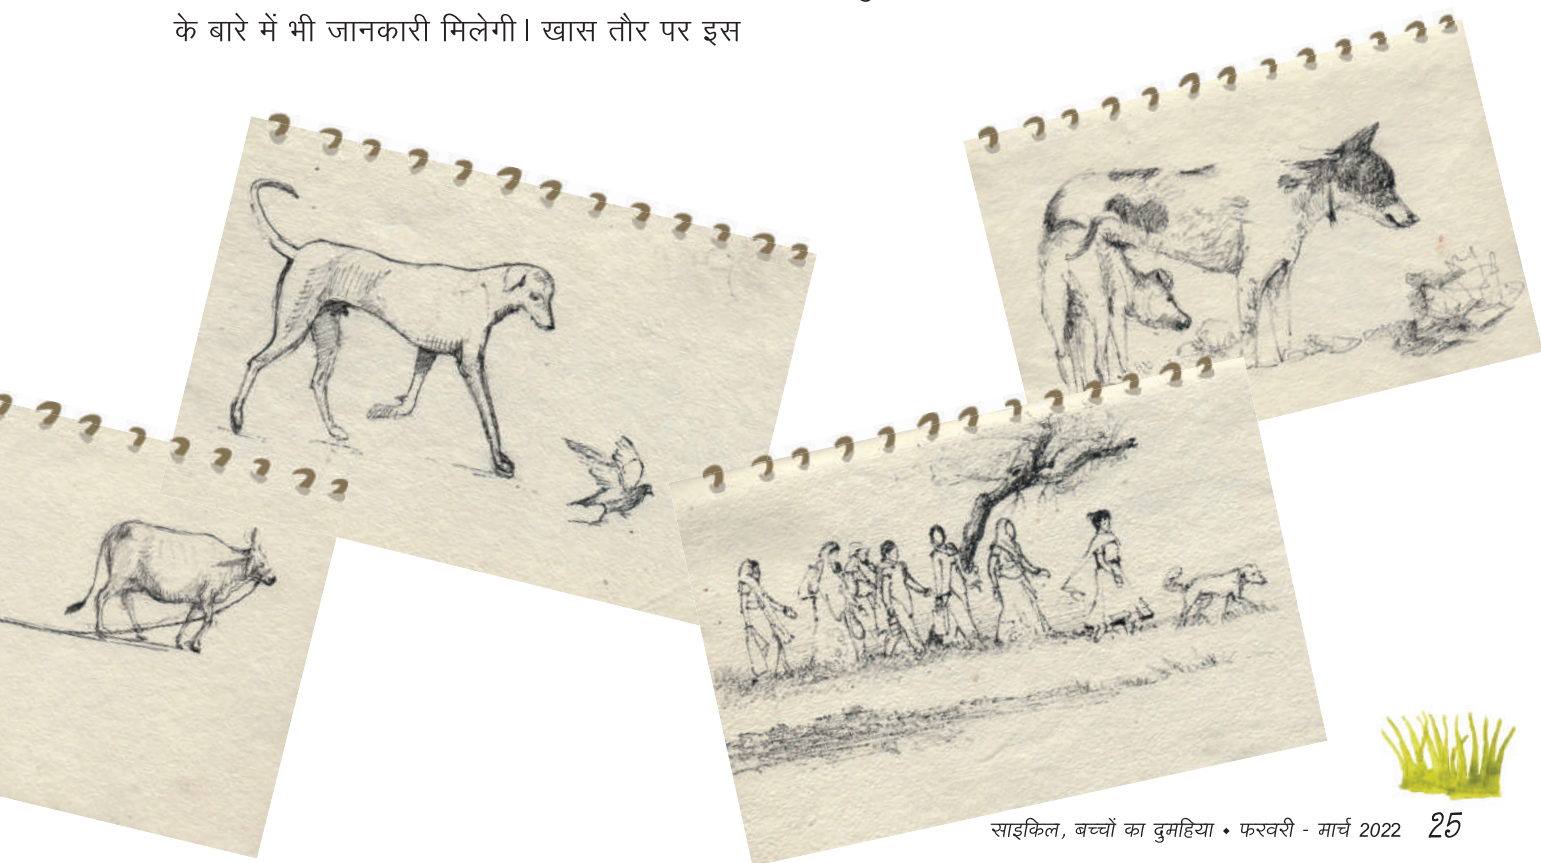 के बारे में भी जानकारी मिलेगी। खास तौर पर इस
साइकिल, बच्चों का दुमहिया • फरवरी - मार्च 2022 25